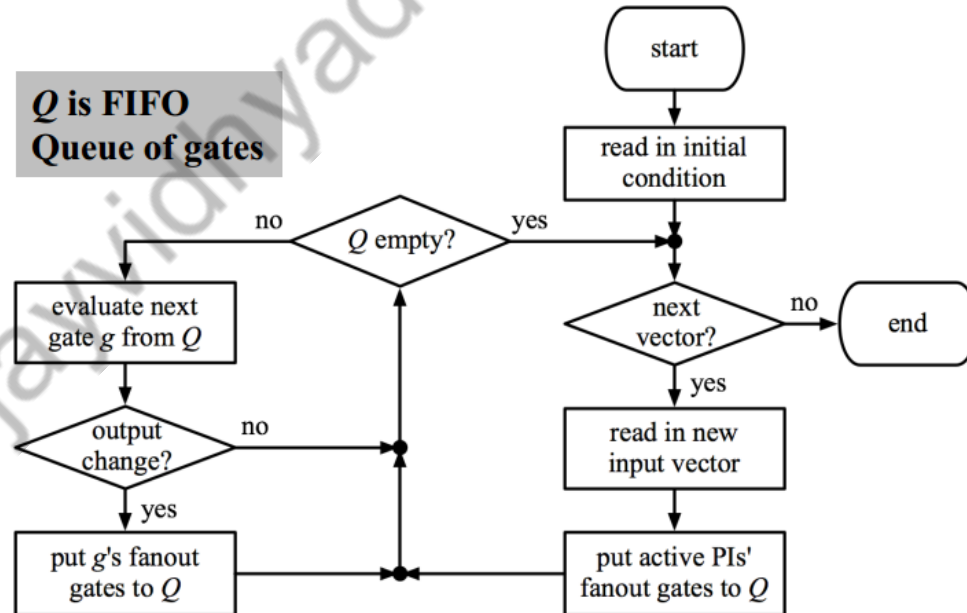 Q is FIFO
Queue of gates
start
read in initial
condition
no
Q empty?
yes
evaluate next
gate g from Q
next
vector?
no
end
yes
output
change?
no
read in new
input vector
yes
put g's fanout
gates to Q
put active PIs'
fanout gates to Q
jayvidhyad